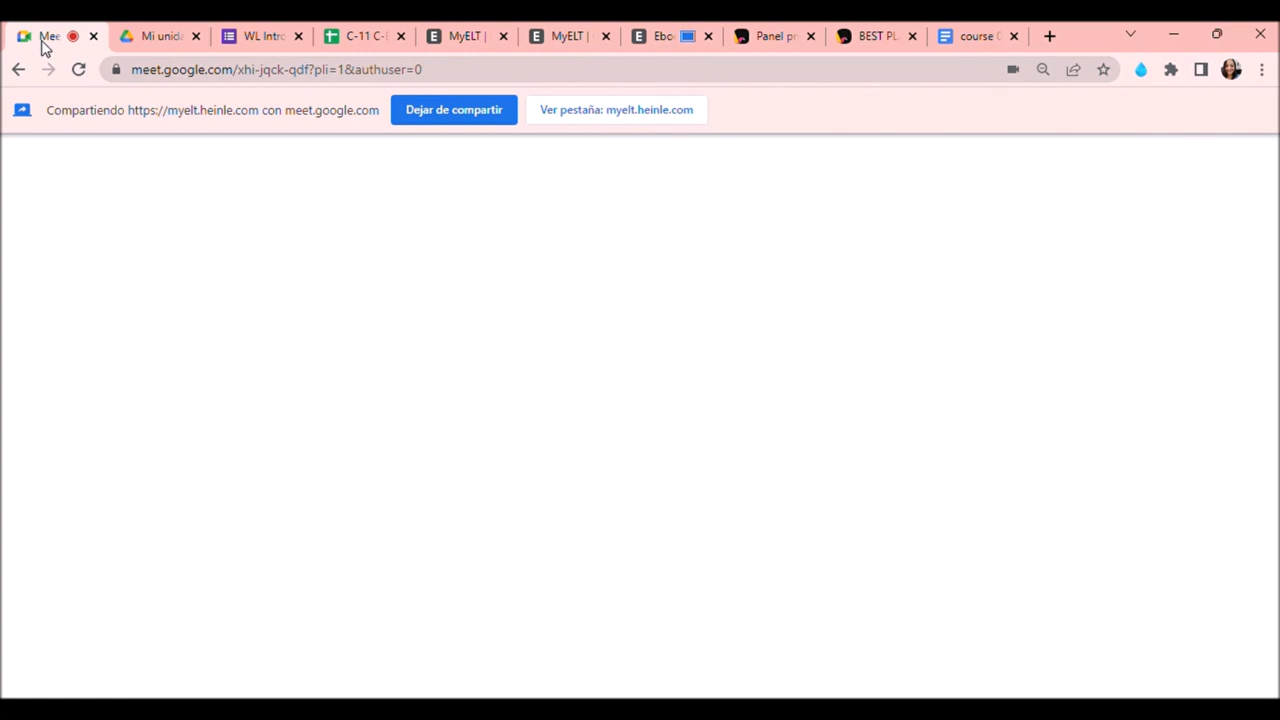 Mee Mi unida WL Intro C-11 C-E MyELT | MyELT | Ebo Panel pr BEST PL course
meet.google.com/xhi-jqck-qdf?pli=1&authuser=0
Compartiendo https://myelt.heinle.com con meet.google.com Dejar de compartir Ver pestaña: myelt.heinle.com